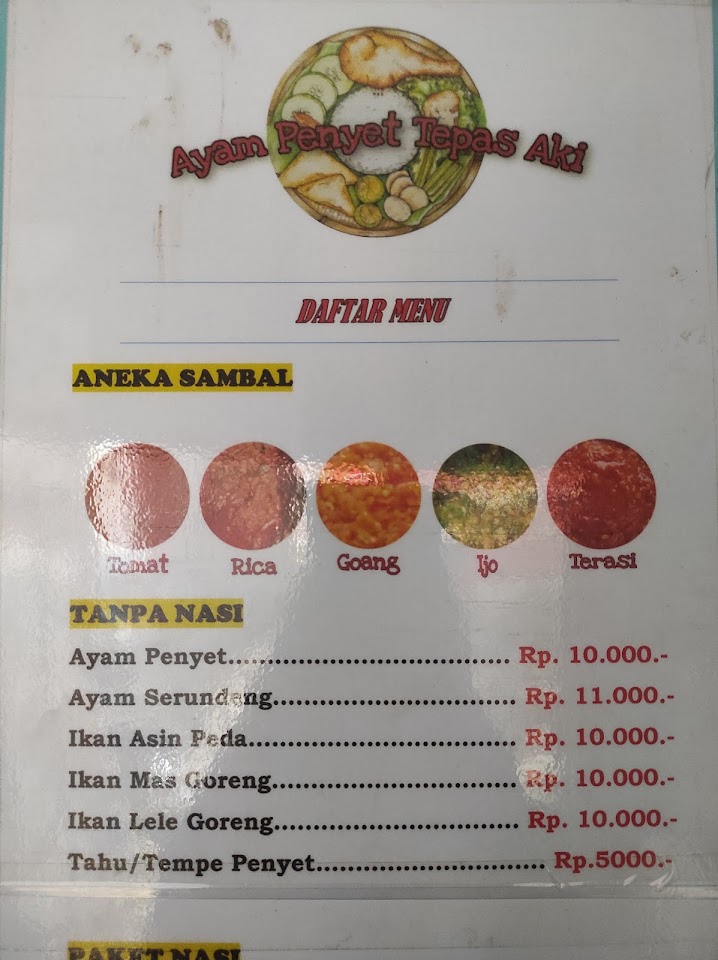 Ayam Penyet Tepas Aki
DAFTAR MENU
ANEKA SAMBAL
Tomat Rica Goang Ijo Terasi
TANPA NASI
Ayam Penyet........................................ Rp. 10.000.-
Ayam Serundeng.................................. Rp. 11.000.-
Ikan Asin Peda...................................... Rp. 10.000.-
Ikan Mas Goreng.................................. Rp. 10.000.-
Ikan Lele Goreng.................................. Rp. 10.000.-
Tahu/Tempe Penyet................................ Rp.5000.-
PAKET NASI